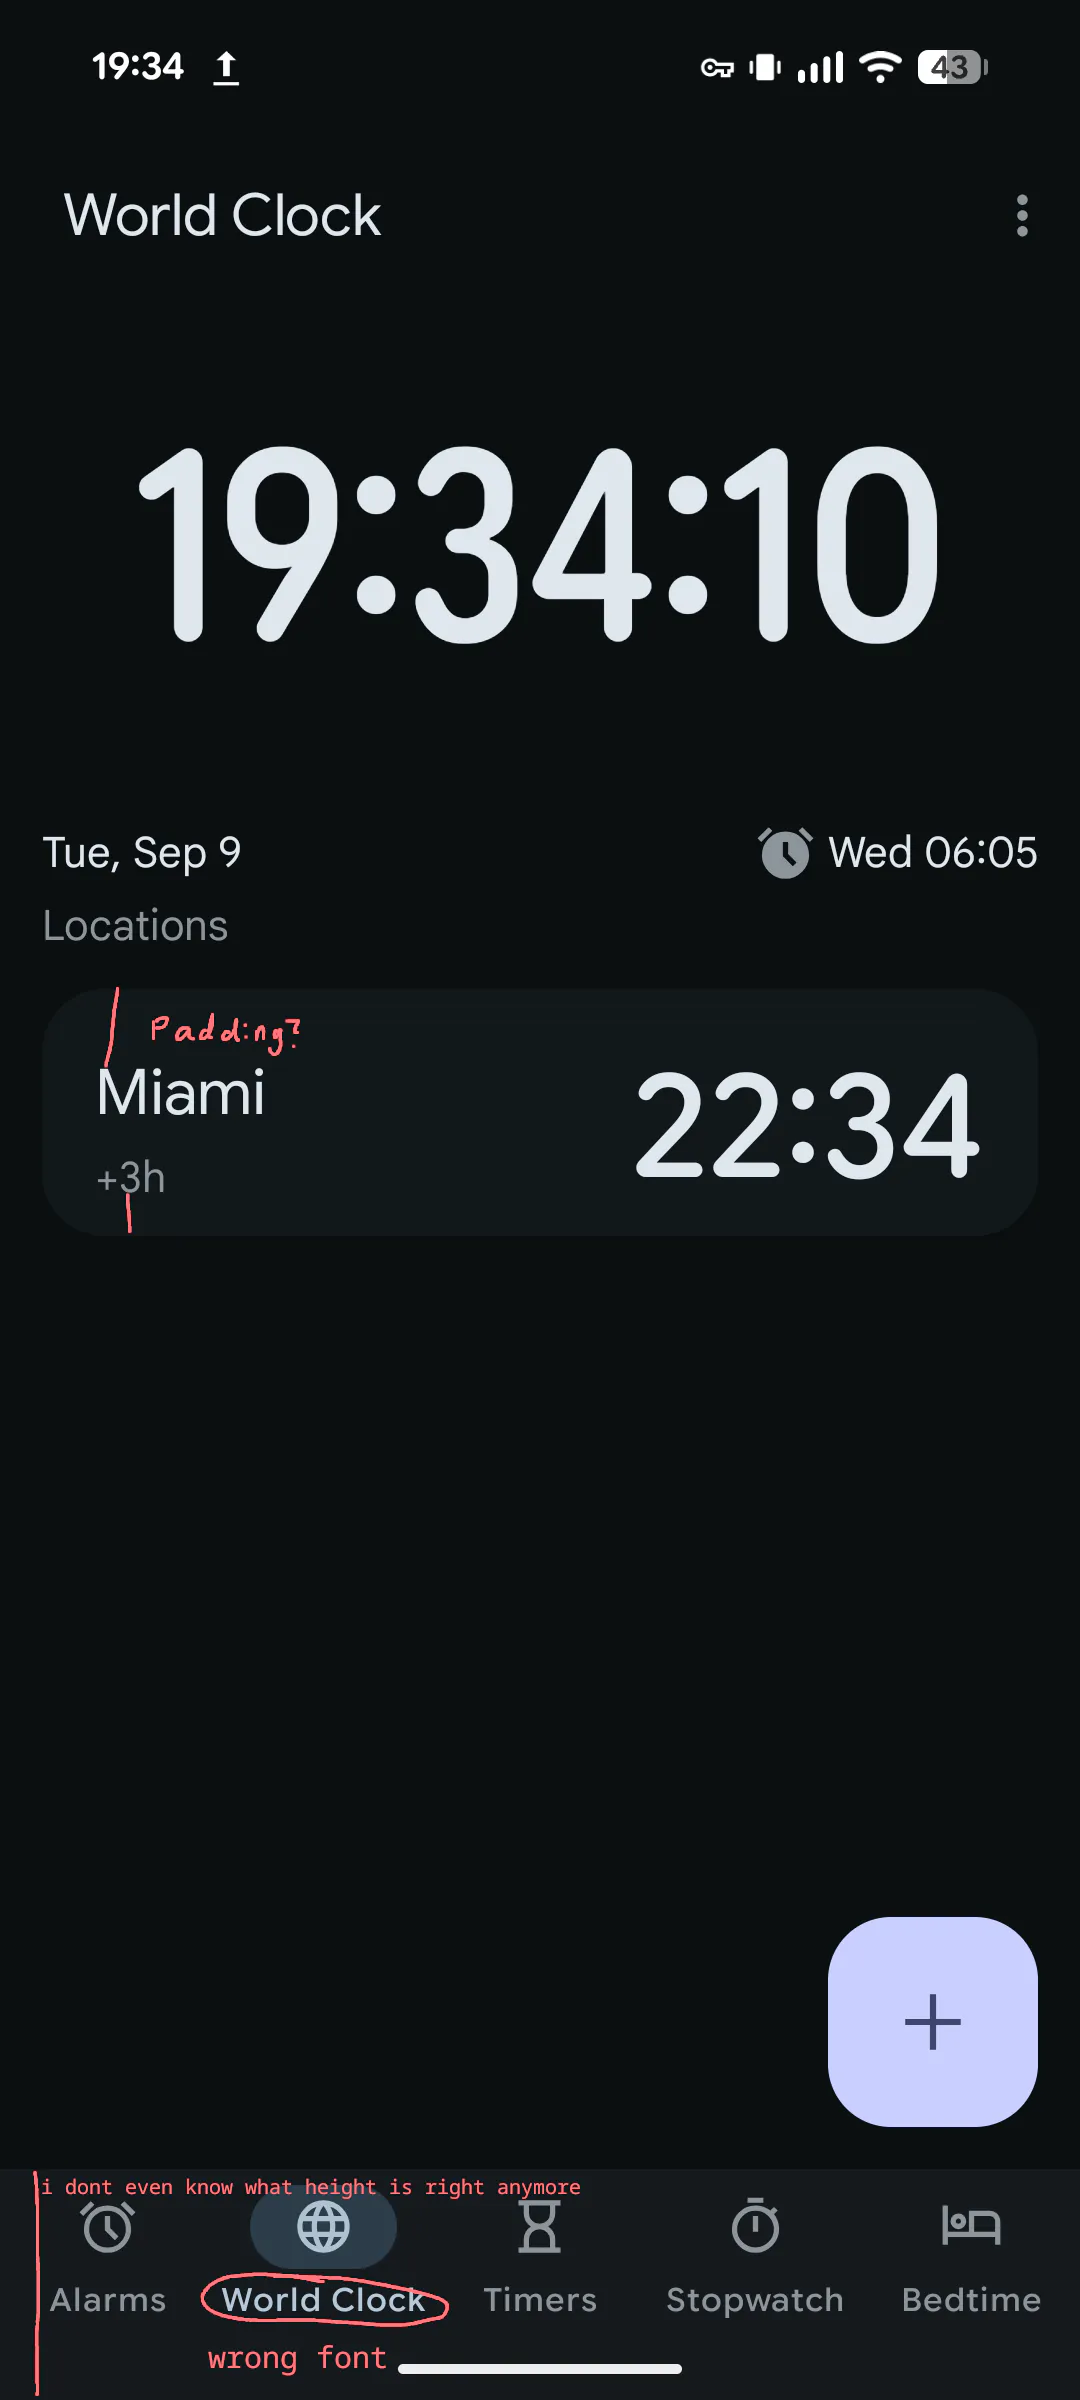 19:34
43
World Clock
19:34:10
Tue, Sep 9
Wed 06:05
Locations
Padding?
Miami
22:34
+3h
i dont even know what height is right anymore
Alarms
World Clock
Timers
Stopwatch
Bedtime
wrong font